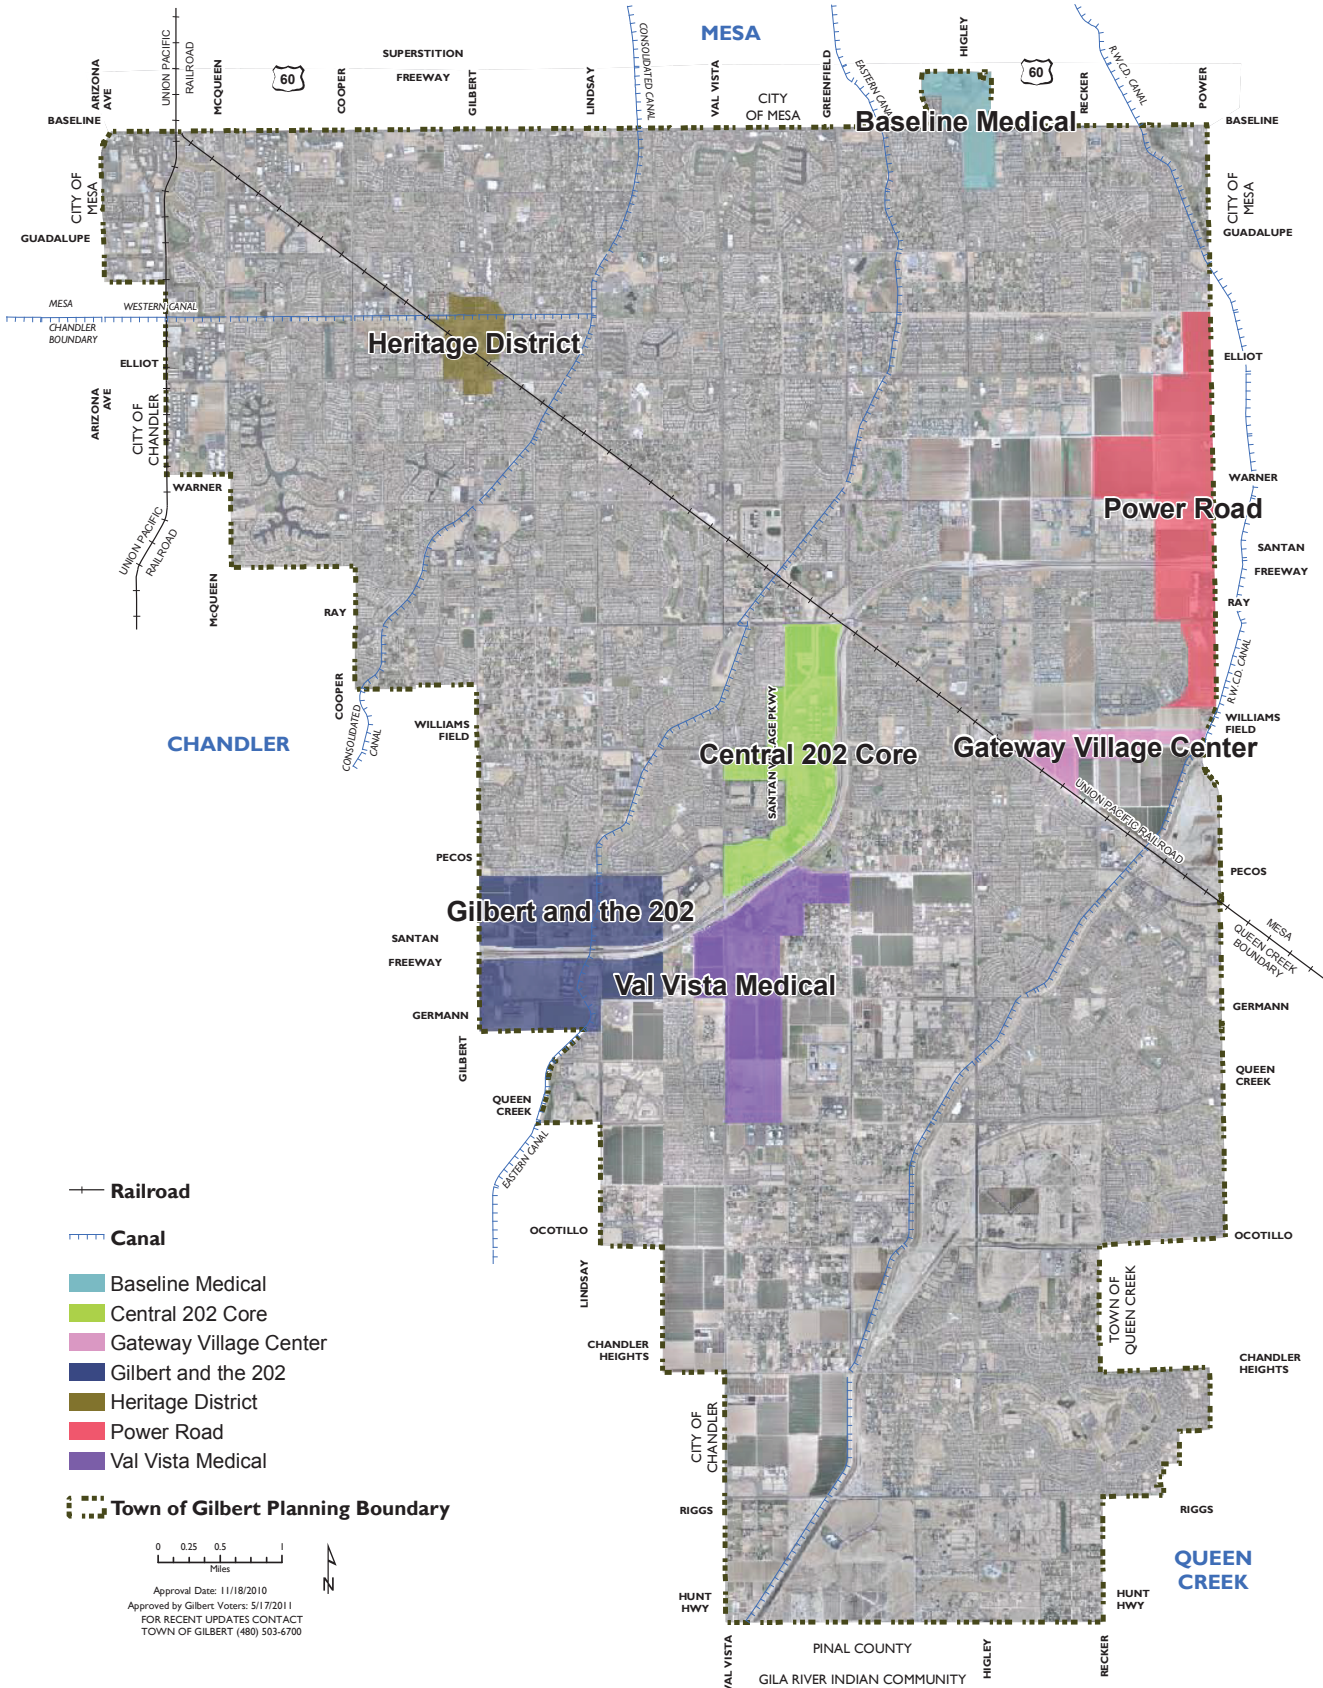 MESA
SUPERSTITION
FREEWAY
60
60
ARIZONA
AVE
UNION PACIFIC
RAILROAD
MCQUEEN
COOPER
GILBERT
LINDSAY
CONSOLIDATED CANAL
VAL VISTA
CITY
OF MESA
GREENFIELD
EASTERN CANAL
HIGLEY
RECKER
R.W.C.D. CANAL
POWER
BASELINE
BASELINE
Baseline Medical
CITY OF
MESA
CITY OF
MESA
GUADALUPE
GUADALUPE
MESA
WESTERN CANAL
CHANDLER
BOUNDARY
Heritage District
ELLIOT
ELLIOT
ARIZONA
AVE
CITY OF
CHANDLER
WARNER
WARNER
Power Road
UNION PACIFIC
RAILROAD
SANTAN
FREEWAY
McQUEEN
RAY
RAY
COOPER
CONSOLIDATED
CANAL
R.W.C.D. CANAL
WILLIAMS
FIELD
WILLIAMS
FIELD
CHANDLER
SANTAN VILLAGE PKWY
Central 202 Core
Gateway Village Center
UNION PACIFIC RAILROAD
PECOS
PECOS
Gilbert and the 202
SANTAN
FREEWAY
MESA
QUEEN CREEK
BOUNDARY
Val Vista Medical
GERMANN
GERMANN
GILBERT
QUEEN
CREEK
QUEEN
CREEK
EASTERN CANAL
OCOTILLO
OCOTILLO
LINDSAY
TOWN OF
QUEEN CREEK
CHANDLER
HEIGHTS
CHANDLER
HEIGHTS
CITY OF
CHANDLER
RIGGS
RIGGS
QUEEN
CREEK
HUNT
HWY
HUNT
HWY
VAL VISTA
PINAL COUNTY
GILA RIVER INDIAN COMMUNITY
HIGLEY
RECKER
Railroad
Canal
Baseline Medical
Central 202 Core
Gateway Village Center
Gilbert and the 202
Heritage District
Power Road
Val Vista Medical
Town of Gilbert Planning Boundary
0 0.25 0.5 1
Miles
N
Approval Date: 11/18/2010
Approved by Gilbert Voters: 5/17/2011
FOR RECENT UPDATES CONTACT
TOWN OF GILBERT (480) 503-6700